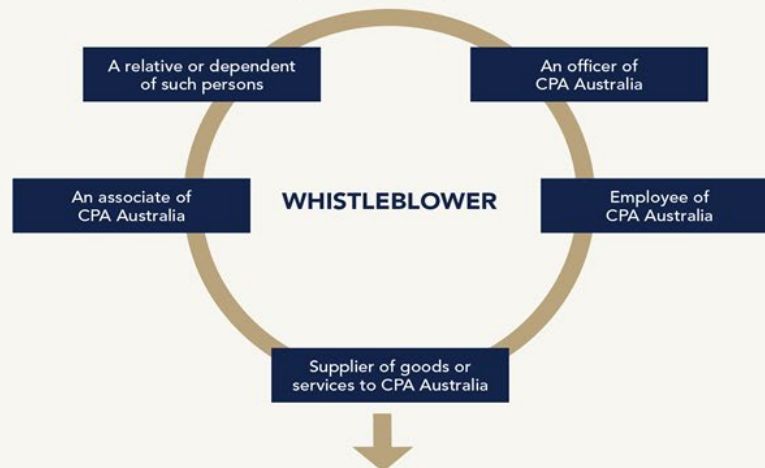 A relative or dependent
of such persons
An officer of
CPA Australia
An associate of
CPA Australia
WHISTLEBLOWER
Employee of
CPA Australia
Supplier of goods or
services to CPA Australia